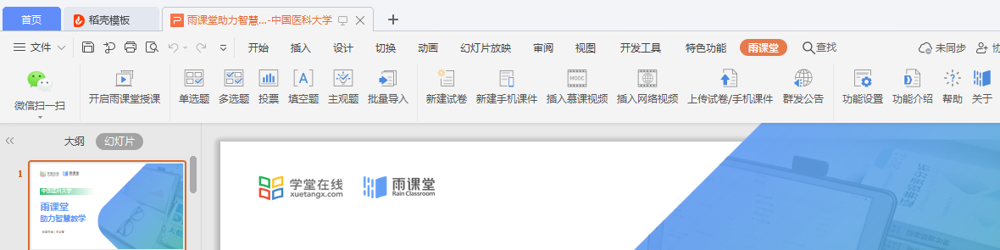 首页 稻壳模板 雨课堂助力智慧...-中国医科大学
文件 开始 插入 设计 切换 动画 幻灯片放映 审阅 视图 开发工具 特色功能 雨课堂 查找 未同步 协
微信扫一扫 开启雨课堂授课 单选题 多选题 投票 填空题 主观题 批量导入 新建试卷 新建手机课件 插入慕课视频 插入网络视频 上传试卷/手机课件 群发公告 功能设置 功能介绍 帮助 关于
大纲 幻灯片
1
学堂在线 雨课堂
xuetangx.com Rain Classroom
中国医科大学
雨课堂
助力智慧教学